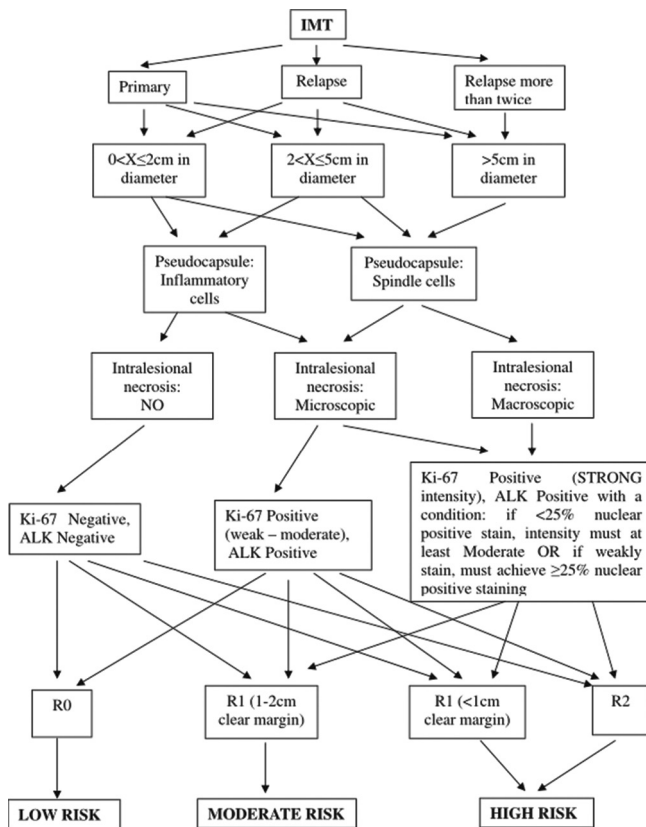 IMT
Primary
Relapse
Relapse more
than twice
0<X≤2cm in
diameter
2<X≤5cm in
diameter
>5cm in
diameter
Pseudocapsule:
Inflammatory
cells
Pseudocapsule:
Spindle cells
Intralesional
necrosis:
NO
Intralesional
necrosis:
Microscopic
Intralesional
necrosis:
Macroscopic
Ki-67 Negative,
ALK Negative
Ki-67 Positive
(weak – moderate),
ALK Positive
Ki-67 Positive (STRONG
intensity), ALK Positive with a
condition: if <25% nuclear
positive stain, intensity must at
least Moderate OR if weakly
stain, must achieve ≥25% nuclear
positive staining
R0
R1 (1-2cm
clear margin)
R1 (<1cm
clear margin)
R2
LOW RISK
MODERATE RISK
HIGH RISK